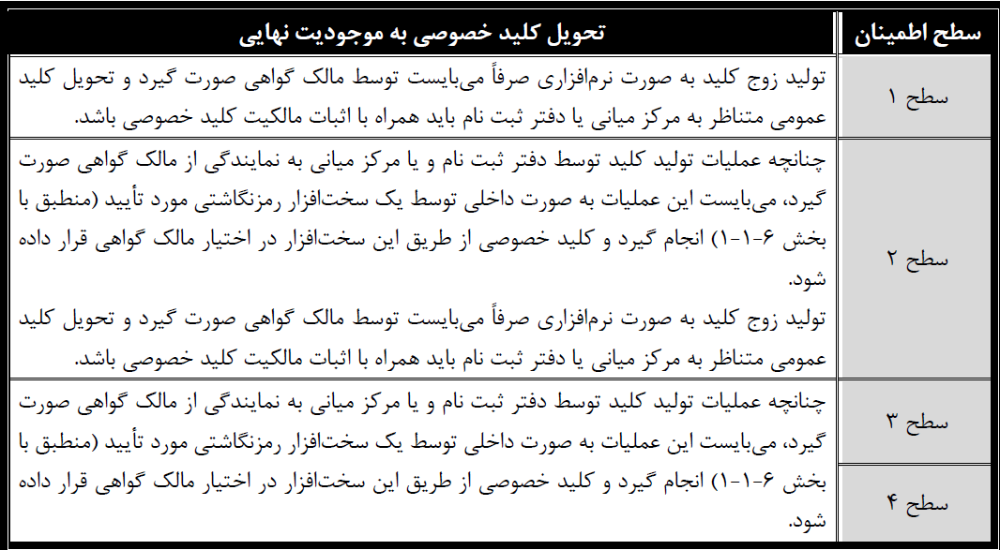 سطح اطمینان
تحویل کلید خصوصی به موجودیت نهایی
سطح ۱
تولید زوج کلید به صورت نرم‌افزاری صرفاً می‌بایست توسط مالک گواهی صورت گیرد و تحویل کلید
عمومی متناظر به مرکز میانی یا دفتر ثبت نام باید همراه با اثبات مالکیت کلید خصوصی باشد.
سطح ۲
چنانچه عملیات تولید کلید توسط دفتر ثبت نام و یا مرکز میانی به نمایندگی از مالک گواهی صورت
گیرد، می‌بایست این عملیات به صورت داخلی توسط یک سخت‌افزار رمزنگاشتی مورد تأیید (منطبق با
بخش ۶-۱-۱) انجام گیرد و کلید خصوصی از طریق این سخت‌افزار در اختیار مالک گواهی قرار داده
شود.
تولید زوج کلید به صورت نرم‌افزاری صرفاً می‌بایست توسط مالک گواهی صورت گیرد و تحویل کلید
عمومی متناظر به مرکز میانی یا دفتر ثبت نام باید همراه با اثبات مالکیت کلید خصوصی باشد.
سطح ۳
سطح ۴
چنانچه عملیات تولید کلید توسط دفتر ثبت نام و یا مرکز میانی به نمایندگی از مالک گواهی صورت
گیرد، می‌بایست این عملیات به صورت داخلی توسط یک سخت‌افزار رمزنگاشتی مورد تأیید (منطبق با
بخش ۶-۱-۱) انجام گیرد و کلید خصوصی از طریق این سخت‌افزار در اختیار مالک گواهی قرار داده
شود.